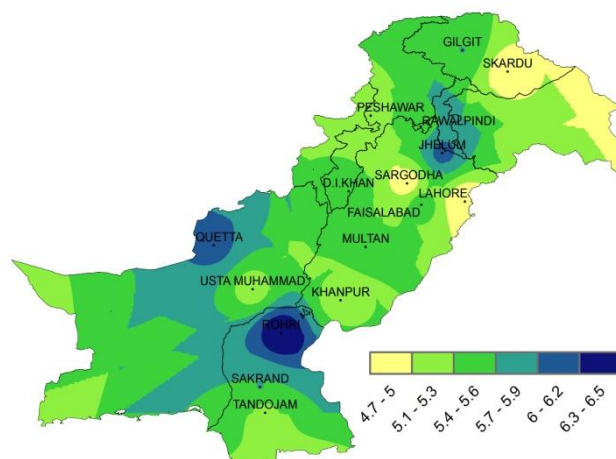 GILGIT
SKARDU
PESHAWAR
RAWALPINDI
JHELUM
SARGODHA
D.I.KHAN
LAHORE
FAISALABAD
QUETTA
MULTAN
USTA MUHAMMAD
KHANPUR
ROHRI
SAKRAND
TANDOJAM
4.7 - 5
5.1 - 5.3
5.4 - 5.6
5.7 - 5.9
6 - 6.2
6.3 - 6.5